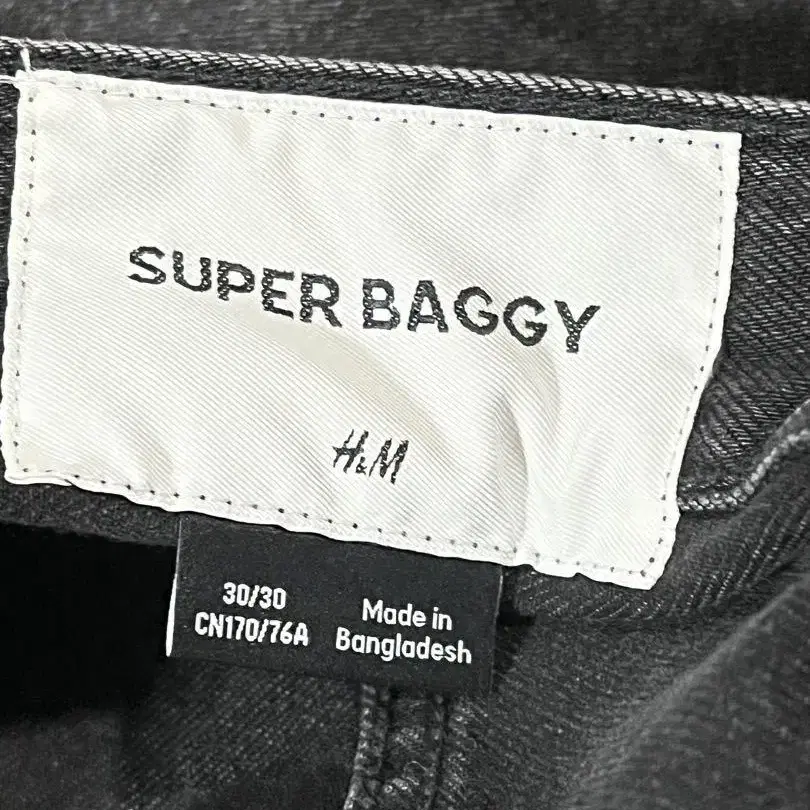 SUPER BAGGY
H&M
30/30
CN170/76A
Made in
Bangladesh